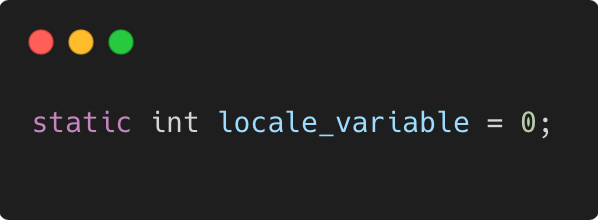 static int locale_variable = 0;